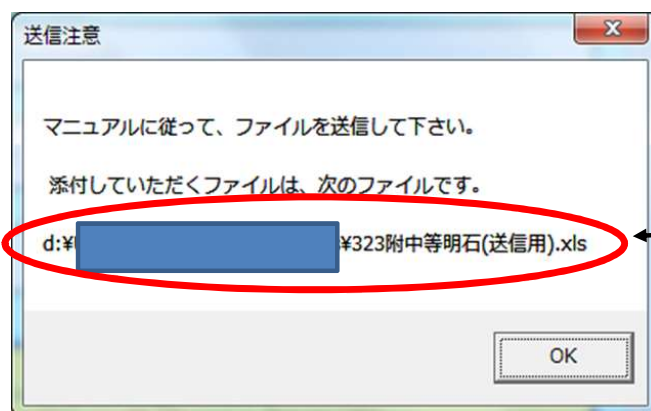 送信注意
マニュアルに従って、ファイルを送信して下さい。
添付していただくファイルは、次のファイルです。
d:¥ ¥323附中等明石(送信用).xls
OK